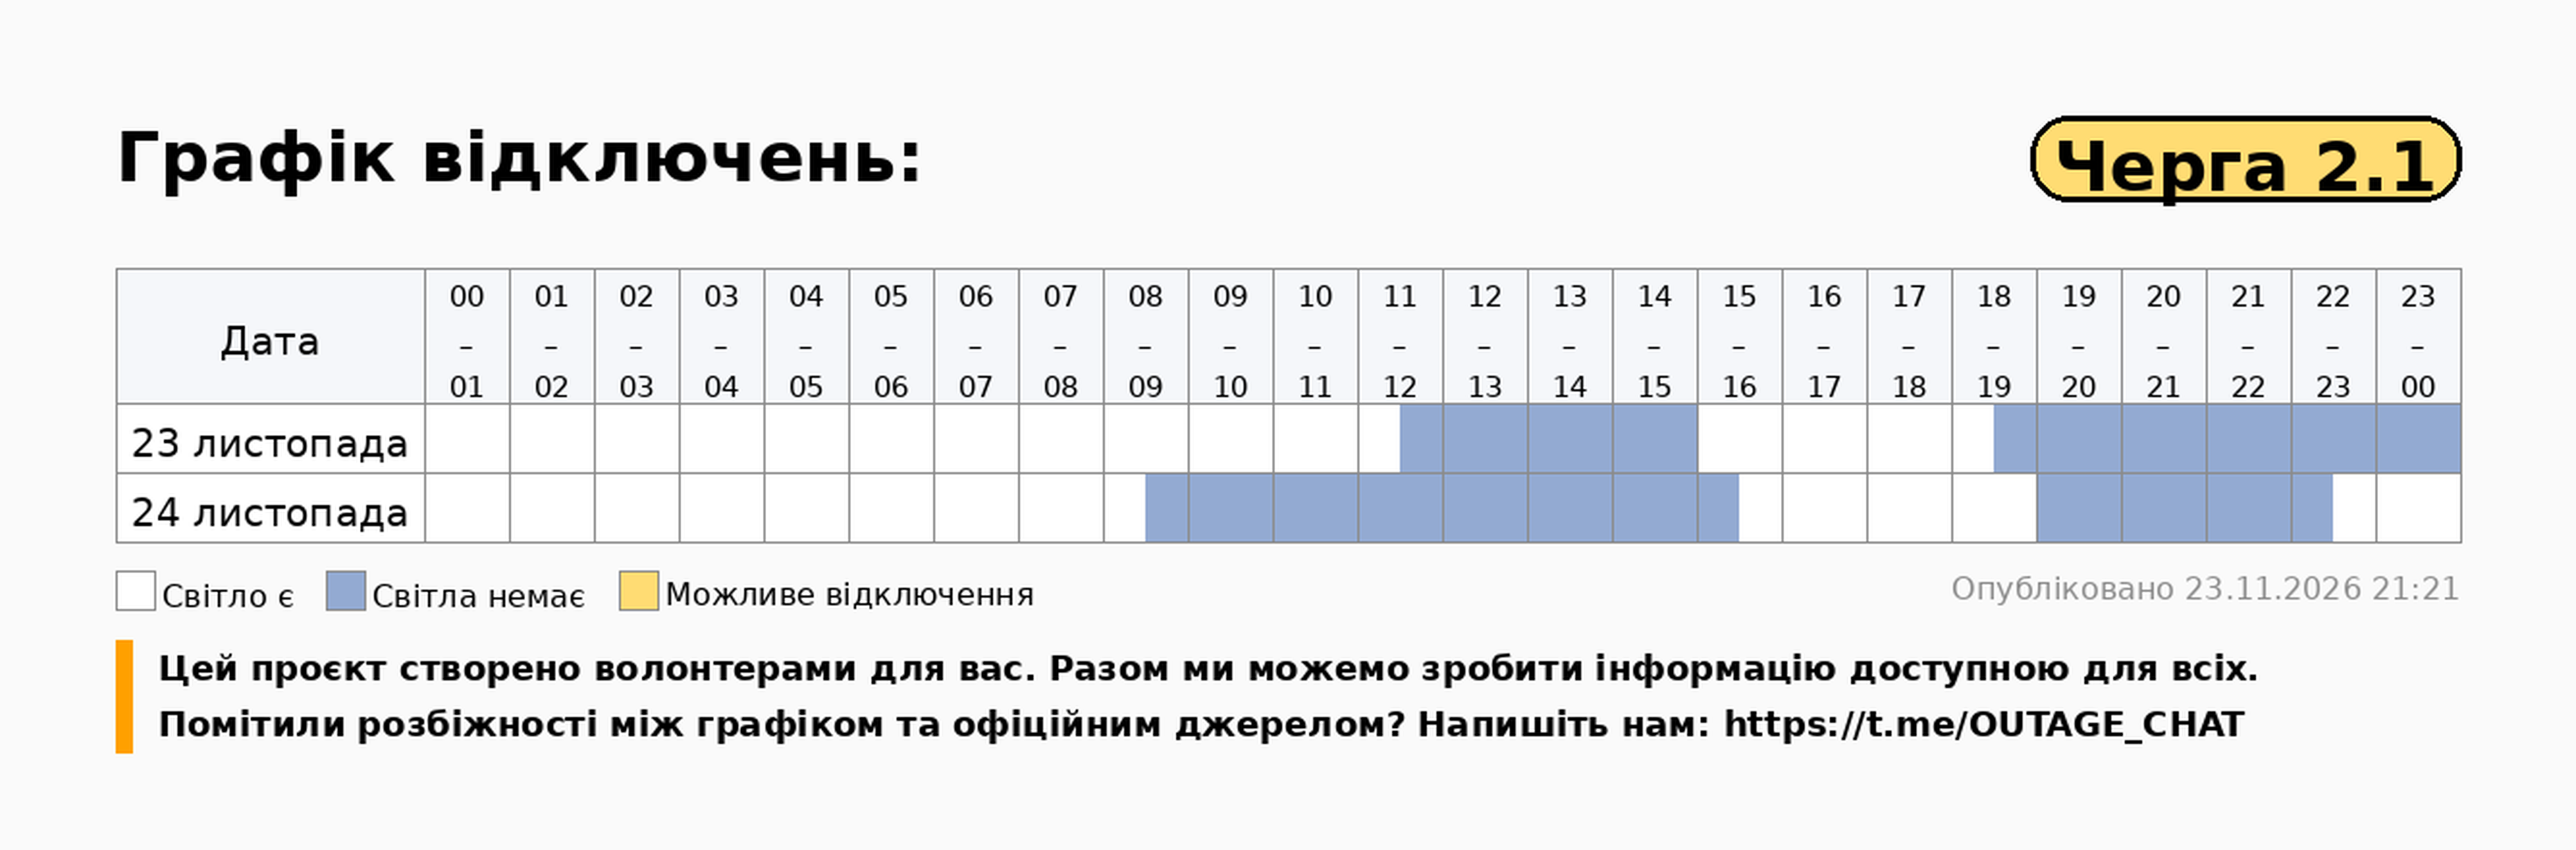 Графік відключень:
Черга 2.1
Дата
00 – 01
01 – 02
02 – 03
03 – 04
04 – 05
05 – 06
06 – 07
07 – 08
08 – 09
09 – 10
10 – 11
11 – 12
12 – 13
13 – 14
14 – 15
15 – 16
16 – 17
17 – 18
18 – 19
19 – 20
20 – 21
21 – 22
22 – 23
23 – 00
23 листопада
24 листопада
Світло є
Світла немає
Можливе відключення
Опубліковано 23.11.2026 21:21
Цей проєкт створено волонтерами для вас. Разом ми можемо зробити інформацію доступною для всіх.
Помітили розбіжності між графіком та офіційним джерелом? Напишіть нам: https://t.me/OUTAGE_CHAT